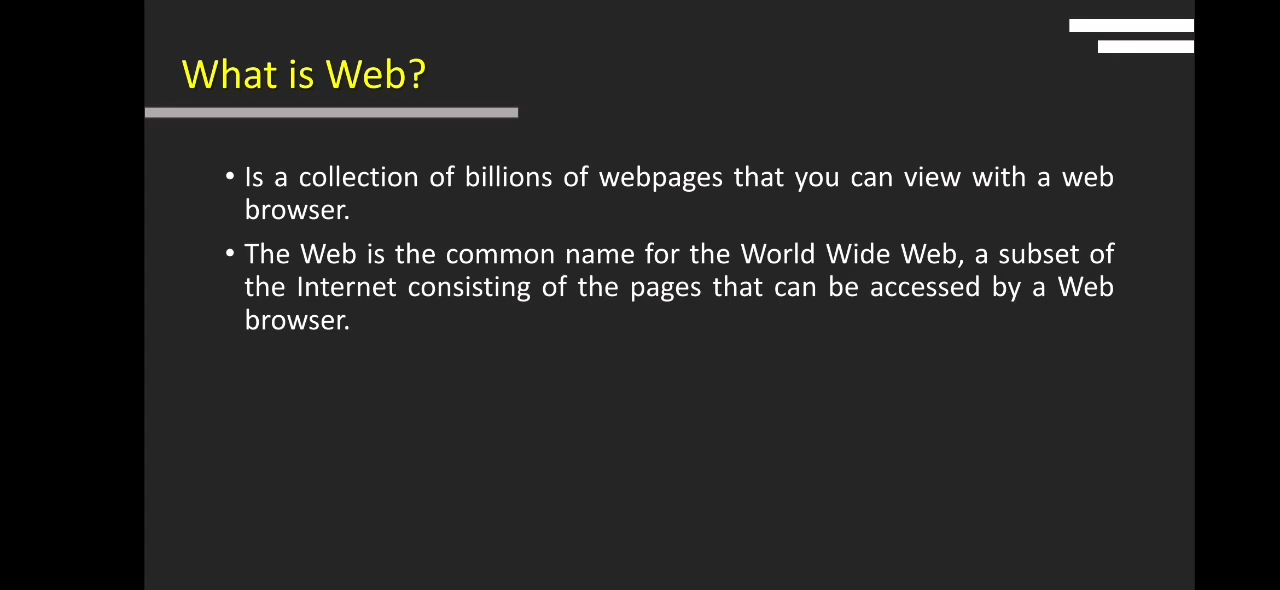 What is Web?
• Is a collection of billions of webpages that you can view with a web
browser.
• The Web is the common name for the World Wide Web, a subset of
the Internet consisting of the pages that can be accessed by a Web
browser.